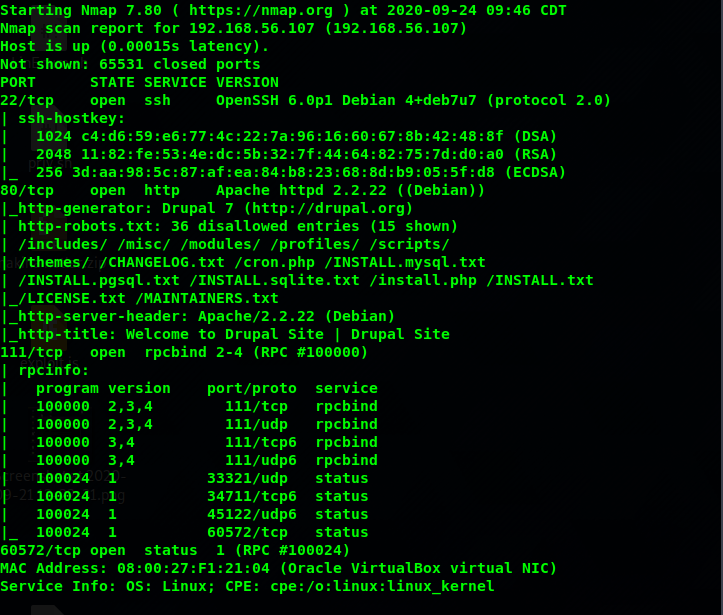 Starting Nmap 7.80 ( https://nmap.org ) at 2020-09-24 09:46 CDT
Nmap scan report for 192.168.56.107 (192.168.56.107)
Host is up (0.00015s latency).
Not shown: 65531 closed ports
PORT      STATE SERVICE VERSION
22/tcp    open  ssh     OpenSSH 6.0p1 Debian 4+deb7u7 (protocol 2.0)
| ssh-hostkey:
|   1024 c4:d6:59:e6:77:4c:22:7a:96:16:60:67:8b:42:48:8f (DSA)
|   2048 11:82:fe:53:4e:dc:5b:32:7f:44:64:82:75:7d:d0:a0 (RSA)
|_  256 3d:aa:98:5c:87:af:ea:84:b8:23:68:8d:b9:05:5f:d8 (ECDSA)
80/tcp    open  http    Apache httpd 2.2.22 ((Debian))
|_http-generator: Drupal 7 (http://drupal.org)
| http-robots.txt: 36 disallowed entries (15 shown)
| /includes/ /misc/ /modules/ /profiles/ /scripts/
| /themes/ /CHANGELOG.txt /cron.php /INSTALL.mysql.txt
| /INSTALL.pgsql.txt /INSTALL.sqlite.txt /install.php /INSTALL.txt
|_/LICENSE.txt /MAINTAINERS.txt
|_http-server-header: Apache/2.2.22 (Debian)
|_http-title: Welcome to Drupal Site | Drupal Site
111/tcp   open  rpcbind 2-4 (RPC #100000)
| rpcinfo:
|   program version    port/proto  service
|   100000  2,3,4        111/tcp   rpcbind
|   100000  2,3,4        111/udp   rpcbind
|   100000  3,4          111/tcp6  rpcbind
|   100000  3,4          111/udp6  rpcbind
|   100024  1          33321/udp   status
|   100024  1          34711/tcp6  status
|   100024  1          45122/udp6  status
|_  100024  1          60572/tcp   status
60572/tcp open  status  1 (RPC #100024)
MAC Address: 08:00:27:F1:21:04 (Oracle VirtualBox virtual NIC)
Service Info: OS: Linux; CPE: cpe:/o:linux:linux_kernel